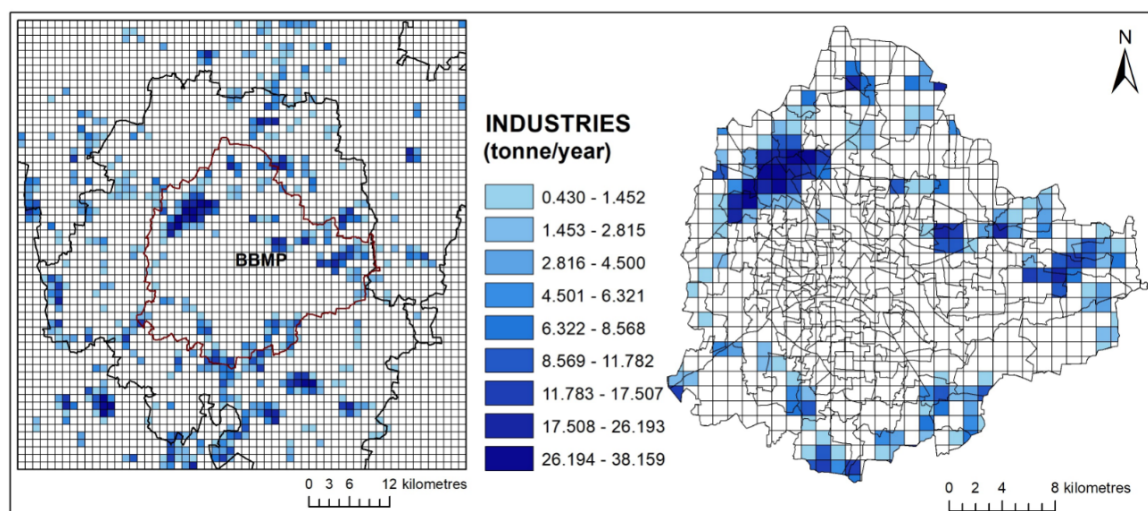 BBMP
0 3 6 12 kilometres
INDUSTRIES
(tonne/year)
0.430 - 1.452
1.453 - 2.815
2.816 - 4.500
4.501 - 6.321
6.322 - 8.568
8.569 - 11.782
11.783 - 17.507
17.508 - 26.193
26.194 - 38.159
N
0 2 4 8 kilometres